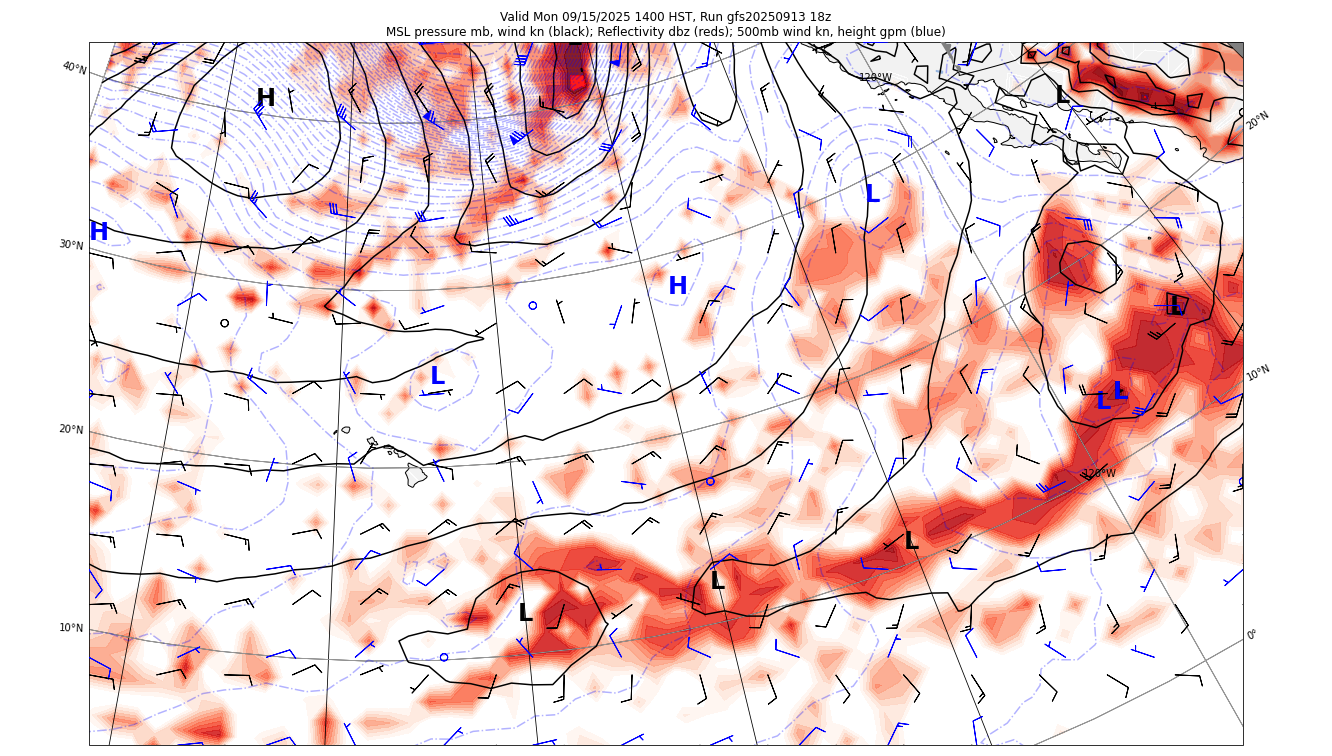 Valid Mon 09/15/2025 1400 HST, Run gfs20250913 18z
MSL pressure mb, wind kn (black); Reflectivity dbz (reds); 500mb wind kn, height gpm (blue)
40°N
120°W
H
L
20°N
L
H
30°N
H
L
L
10°N
L L
20°N
120°W
L
L
L
10°N
0°